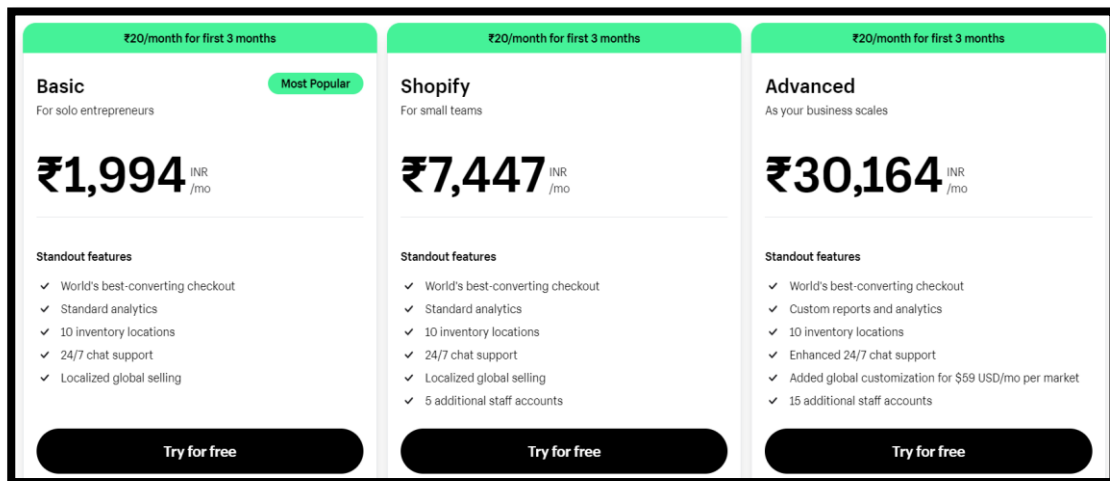 ₹20/month for first 3 months
Basic
Most Popular
For solo entrepreneurs
₹1,994 INR /mo
Standout features
World's best-converting checkout
Standard analytics
10 inventory locations
24/7 chat support
Localized global selling
Try for free
₹20/month for first 3 months
Shopify
For small teams
₹7,447 INR /mo
Standout features
World's best-converting checkout
Standard analytics
10 inventory locations
24/7 chat support
Localized global selling
5 additional staff accounts
Try for free
₹20/month for first 3 months
Advanced
As your business scales
₹30,164 INR /mo
Standout features
World's best-converting checkout
Custom reports and analytics
10 inventory locations
Enhanced 24/7 chat support
Added global customization for $59 USD/mo per market
15 additional staff accounts
Try for free